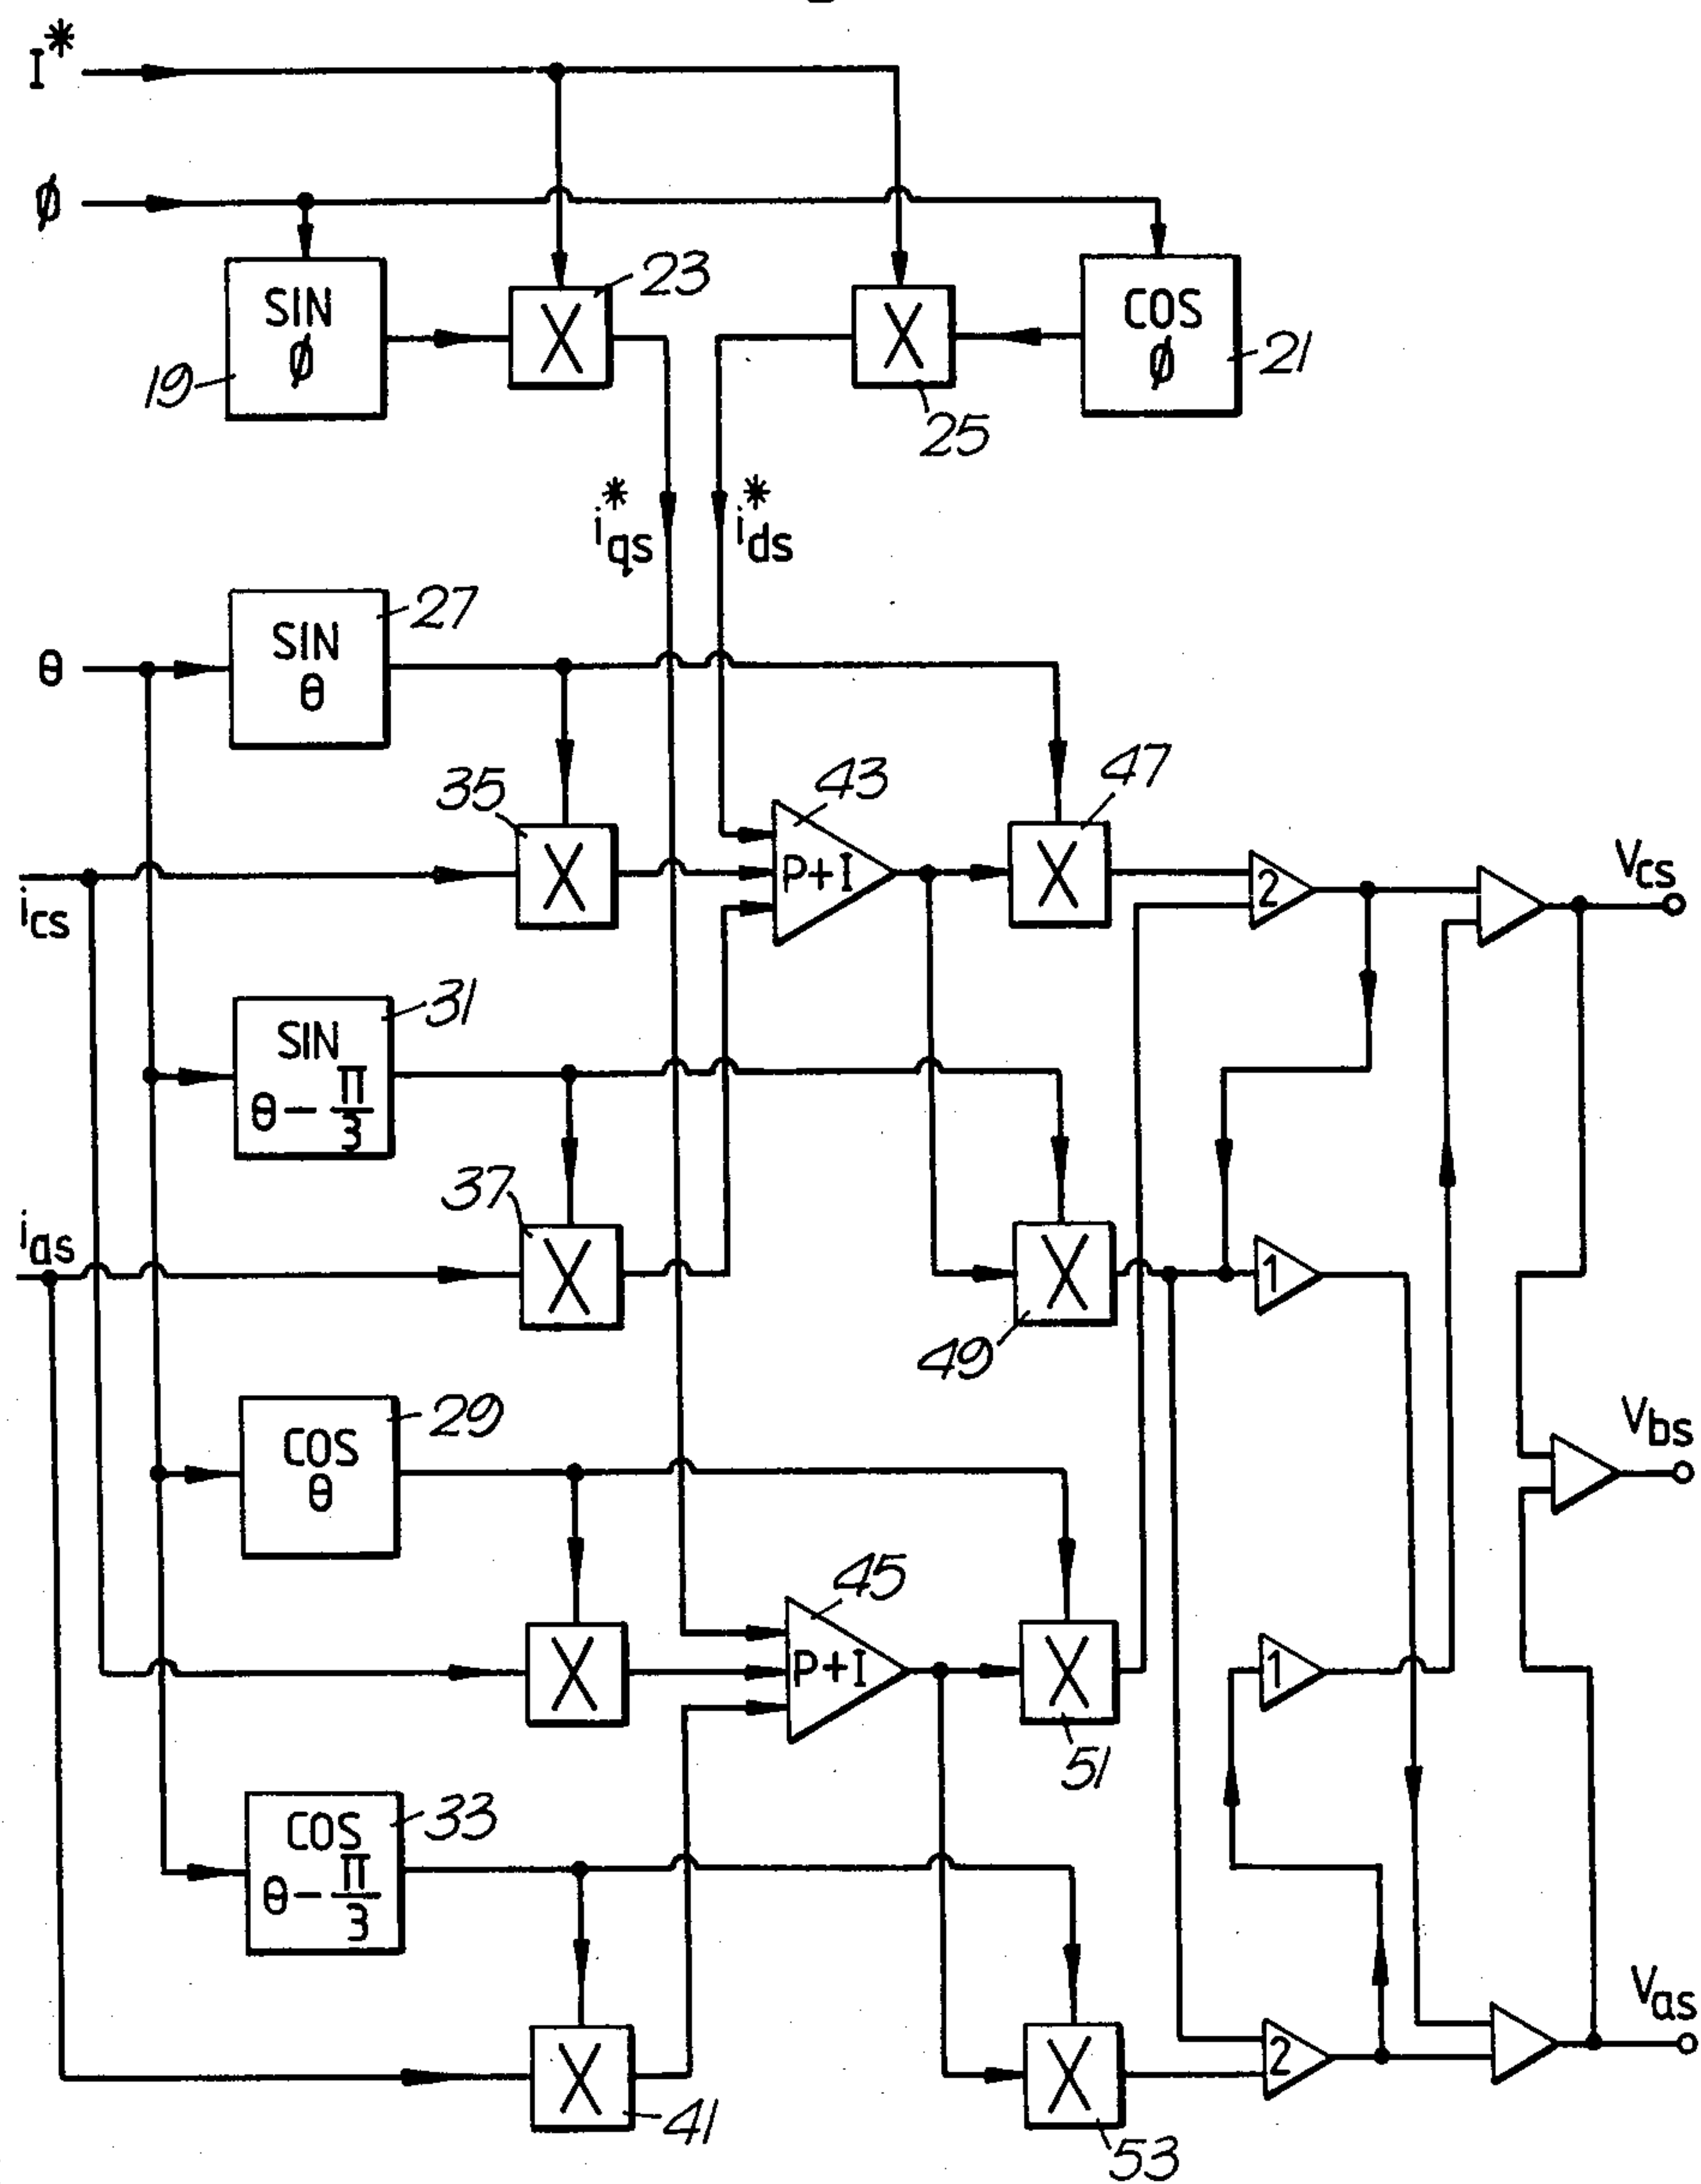 I*
φ
SIN
φ
19
X
23
X
25
COS
φ
21
i*qs
i*ds
θ
SIN
θ
27
35
X
43
P+I
47
X
2
Vcs
ics
SIN
θ-π/3
31
37
X
ias
X
49
1
COS
θ
29
Vbs
X
45
P+I
X
51
1
COS
θ-π/3
33
Vas
X
41
X
53
2